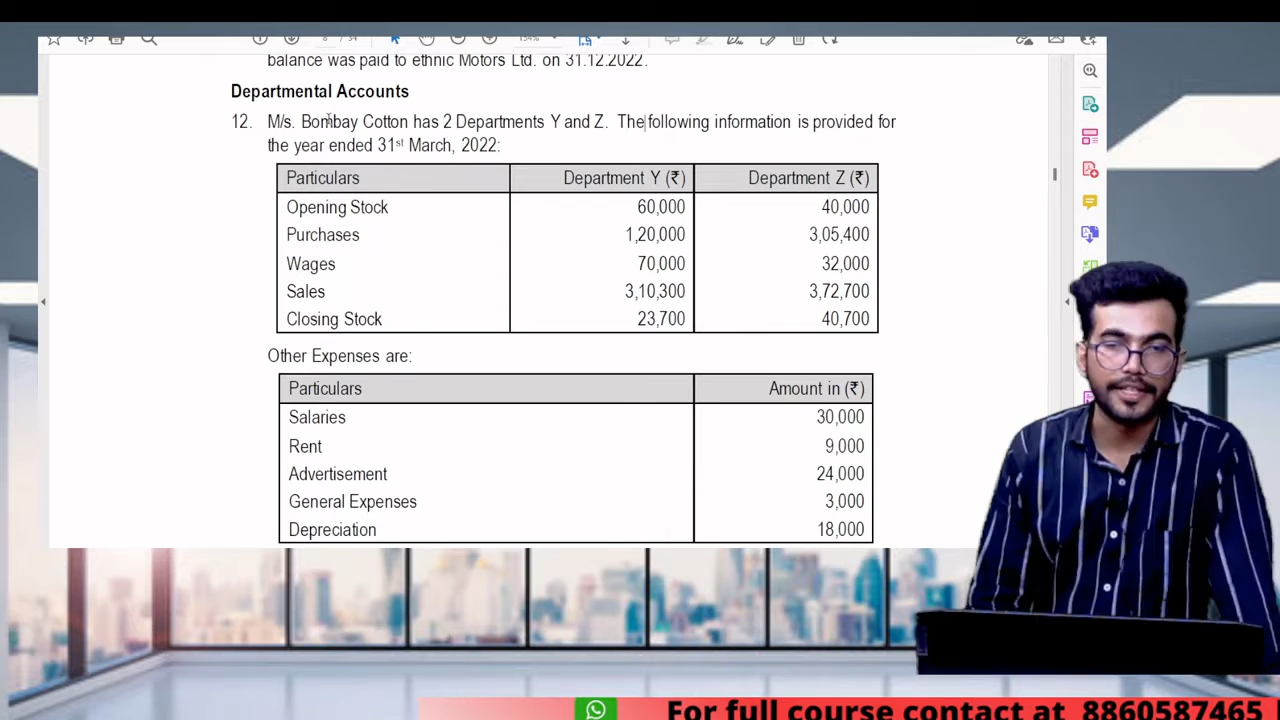 balance was paid to ethnic Motors Ltd. on 31.12.2022.
Departmental Accounts
12. M/s. Bombay Cotton has 2 Departments Y and Z. The following information is provided for
the year ended 31st March, 2022:
Particulars Department Y (₹) Department Z (₹)
Opening Stock 60,000 40,000
Purchases 1,20,000 3,05,400
Wages 70,000 32,000
Sales 3,10,300 3,72,700
Closing Stock 23,700 40,700
Other Expenses are:
Particulars Amount in (₹)
Salaries 30,000
Rent 9,000
Advertisement 24,000
General Expenses 3,000
Depreciation 18,000
For full course contact at 8860587465